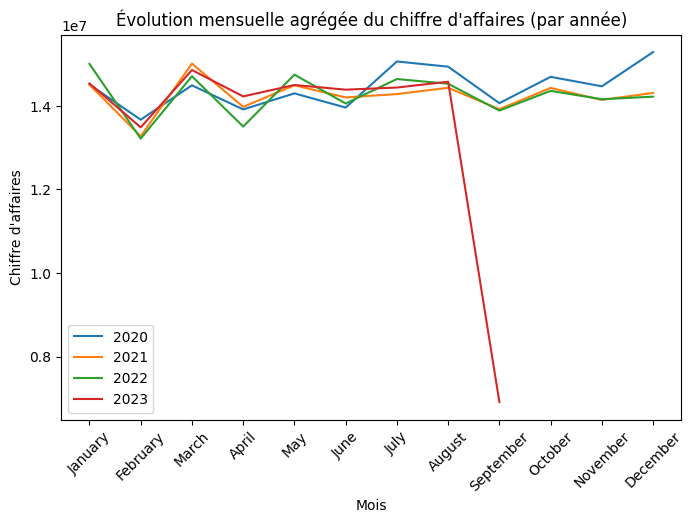 Évolution mensuelle agrégée du chiffre d'affaires (par année)
1e7
1.4
1.2
1.0
0.8
Chiffre d'affaires
2020
2021
2022
2023
January
February
March
April
May
June
July
August
September
October
November
December
Mois